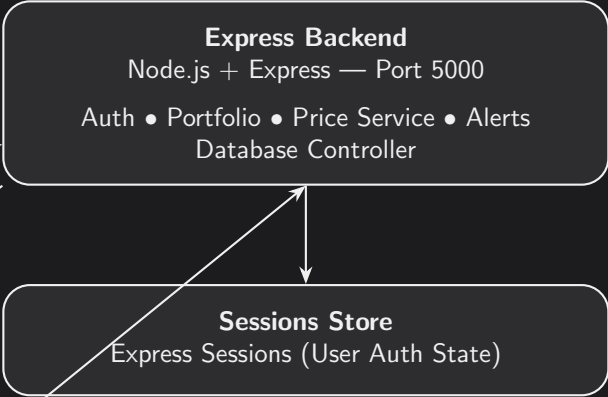 Express Backend
Node.js + Express — Port 5000
Auth • Portfolio • Price Service • Alerts
Database Controller
Sessions Store
Express Sessions (User Auth State)